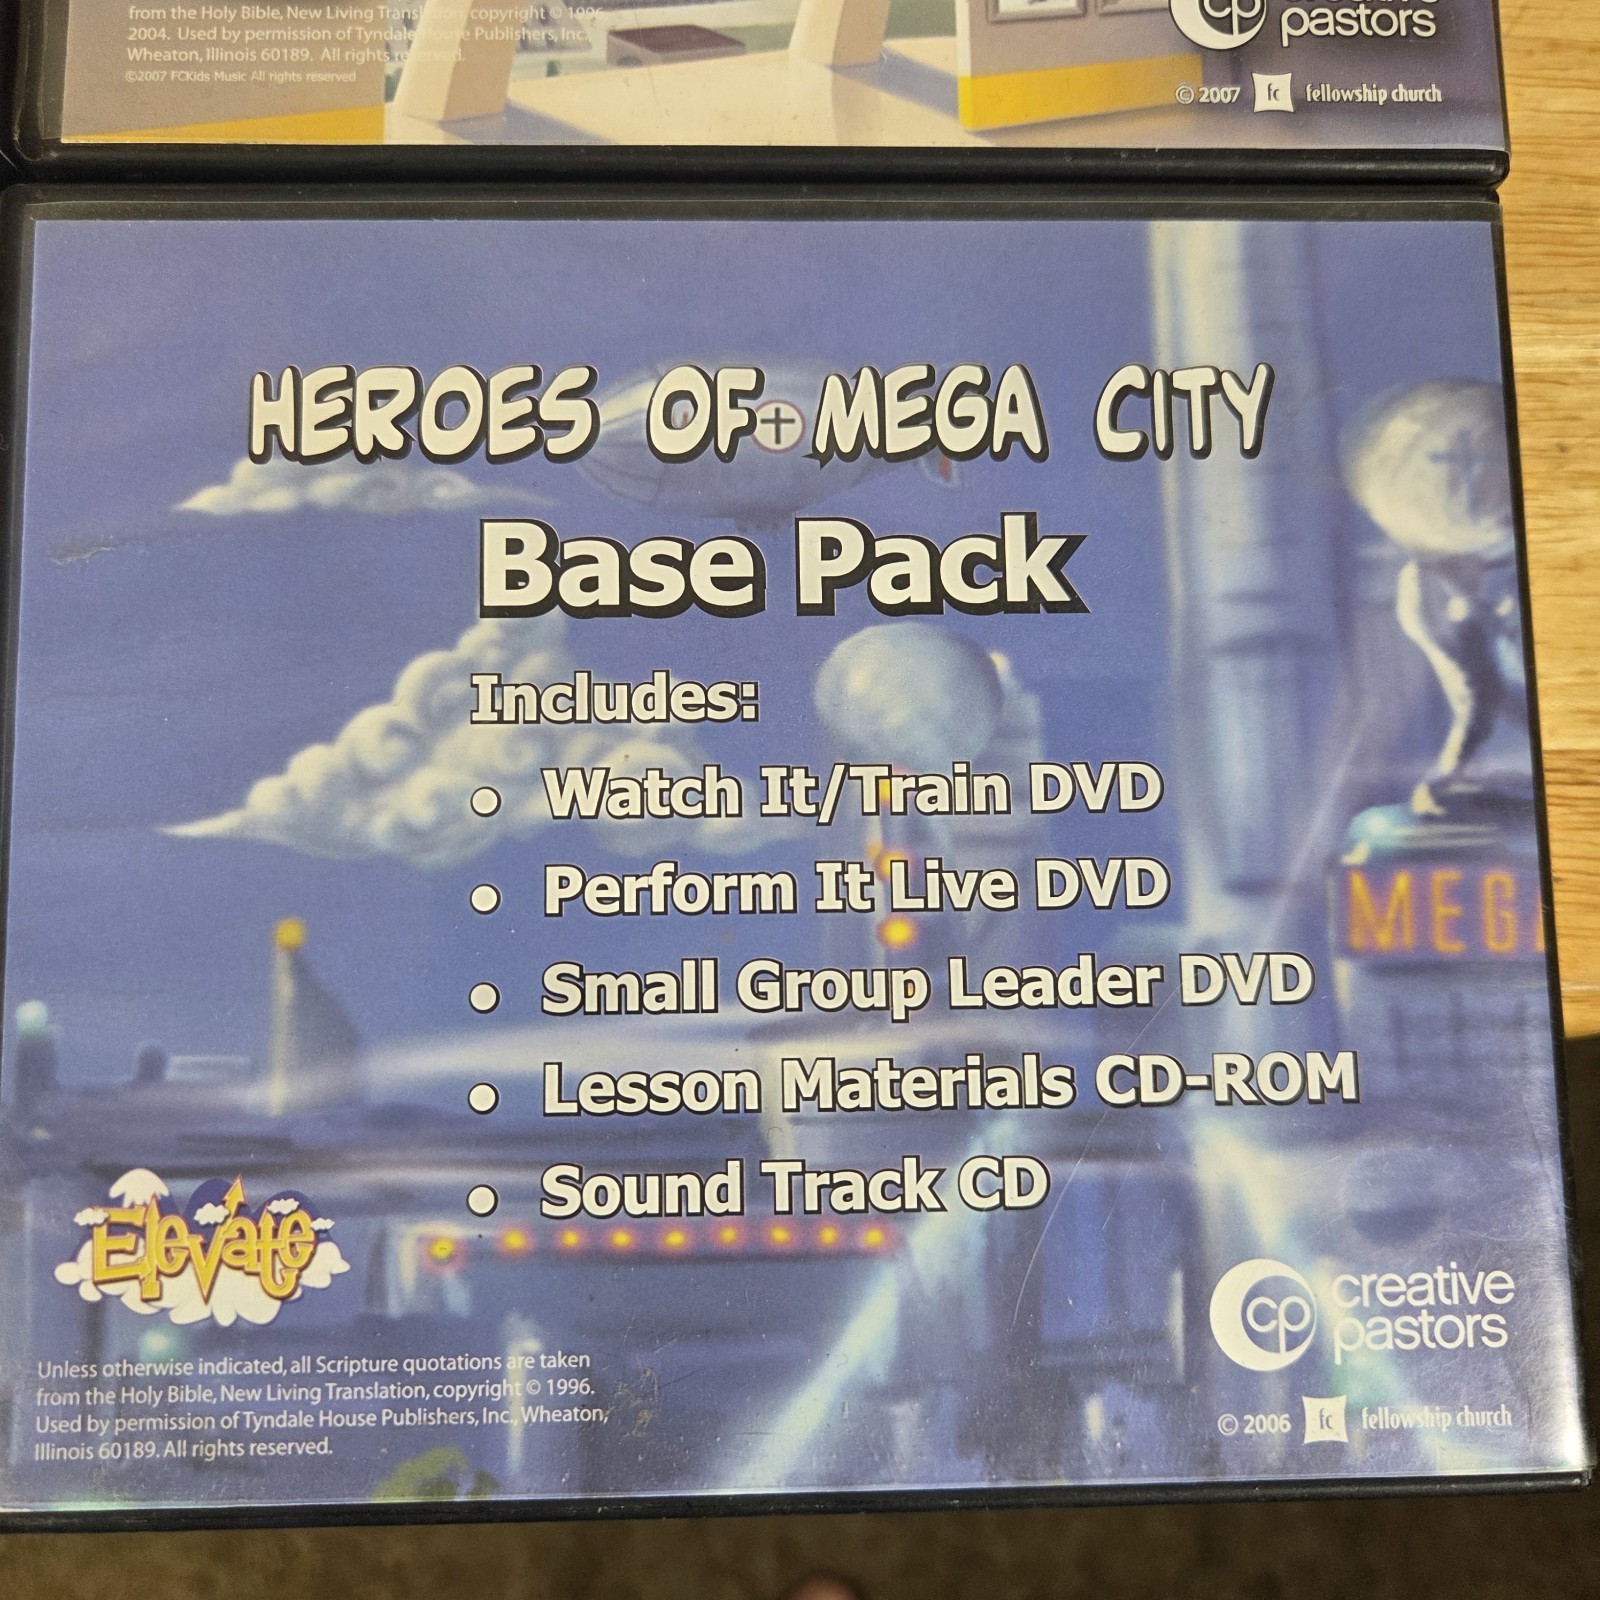 from the Holy Bible, New Living Translation, copyright © 1996,
2004. Used by permission of Tyndale House Publishers, Inc.,
Wheaton, Illinois 60189. All rights reserved.
©2007 FCKids Music All rights reserved
cp
pastors
© 2007 fc fellowship church
HEROES OF MEGA CITY
Base Pack
Includes:
• Watch It/Train DVD
• Perform It Live DVD
• Small Group Leader DVD
• Lesson Materials CD-ROM
• Sound Track CD
MEGA
Elevate
cp creative
pastors
Unless otherwise indicated, all Scripture quotations are taken
from the Holy Bible, New Living Translation, copyright © 1996.
Used by permission of Tyndale House Publishers, Inc., Wheaton,
Illinois 60189. All rights reserved.
© 2006 fc fellowship church